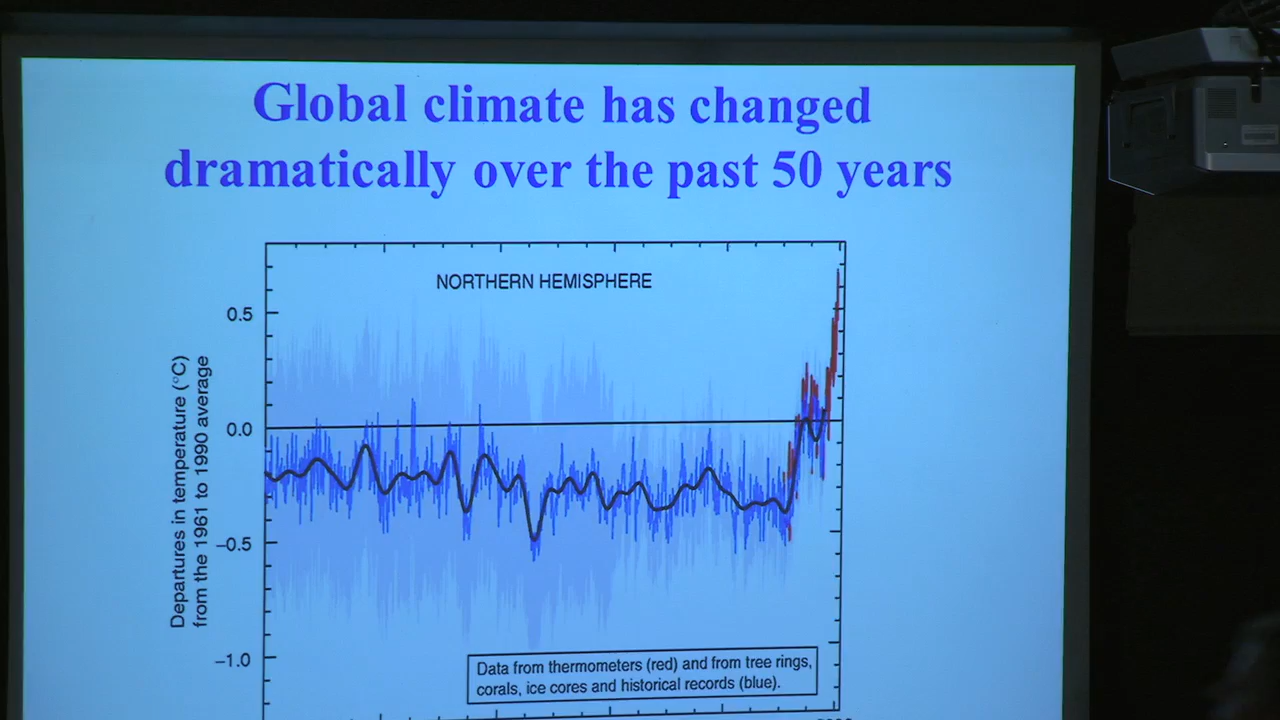 Global climate has changed
dramatically over the past 50 years
NORTHERN HEMISPHERE
0.5
0.0
−0.5
−1.0
Departures in temperature (°C)
from the 1961 to 1990 average
Data from thermometers (red) and from tree rings,
corals, ice cores and historical records (blue).